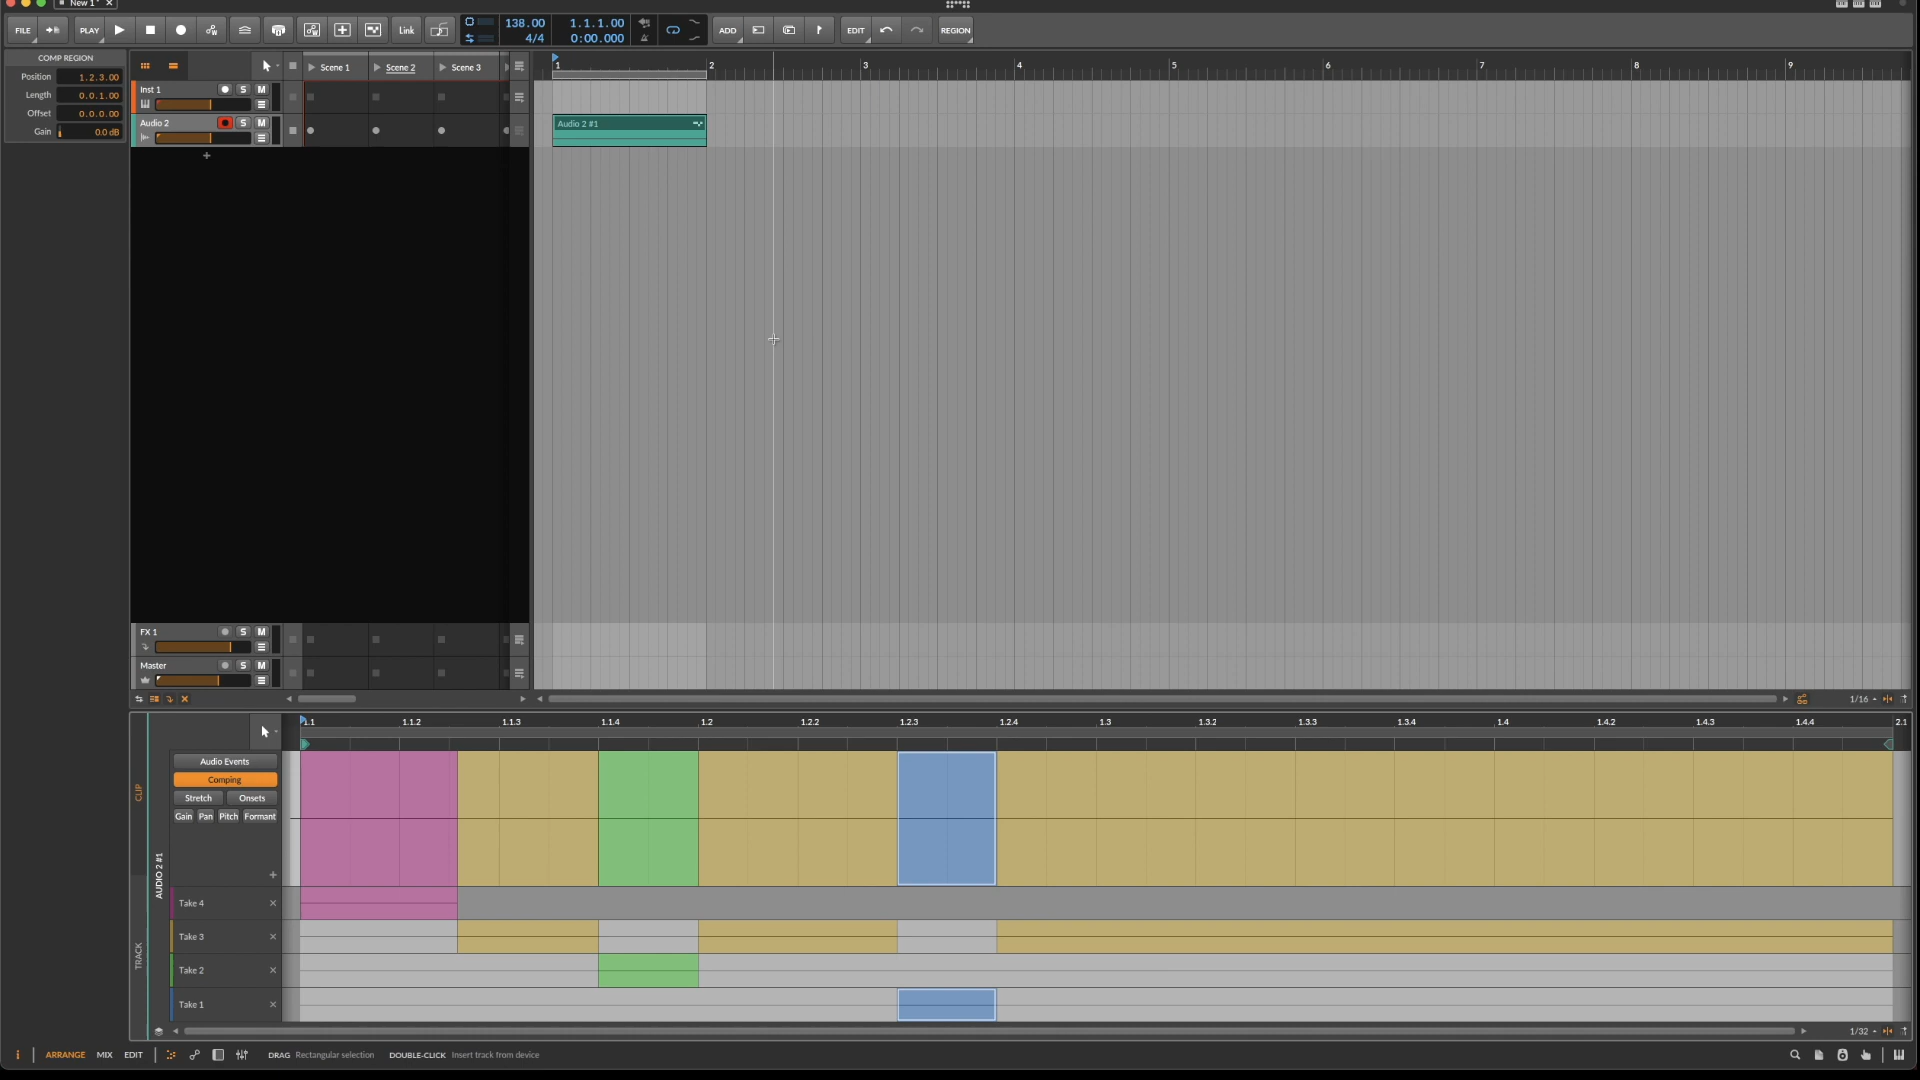 New 1 *
FILE PLAY Link 138.00 1.1.1.00 ADD EDIT REGION
4/4 0:00.000
COMP REGION
Position 1.2.3.00
Length 0.0.1.00
Offset 0.0.0.00
Gain 0.0 dB
Scene 1 Scene 2 Scene 3
1 2 3 4 5 6 7 8 9
Inst 1 S M
Audio 2 S M
Audio 2 #1
+
FX 1 S M
Master S M
1/16
1.1 1.1.2 1.1.3 1.1.4 1.2 1.2.2 1.2.3 1.2.4 1.3 1.3.2 1.3.3 1.3.4 1.4 1.4.2 1.4.3 1.4.4 2.1
CLIP
TRACK
AUDIO 2 #1
Audio Events
Comping
Stretch Onsets
Gain Pan Pitch Formant
+
Take 4
Take 3
Take 2
Take 1
1/32
i ARRANGE MIX EDIT DRAG Rectangular selection DOUBLE-CLICK Insert track from device